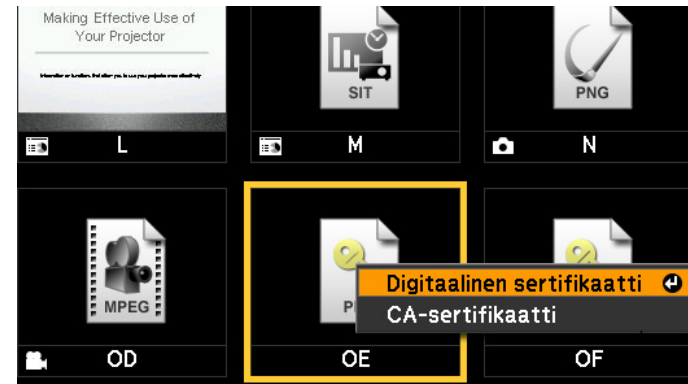 Making Effective Use of
Your Projector
SIT
PNG
L
M
N
MPEG
P
Digitaalinen sertifikaatti
CA-sertifikaatti
OD
OE
OF